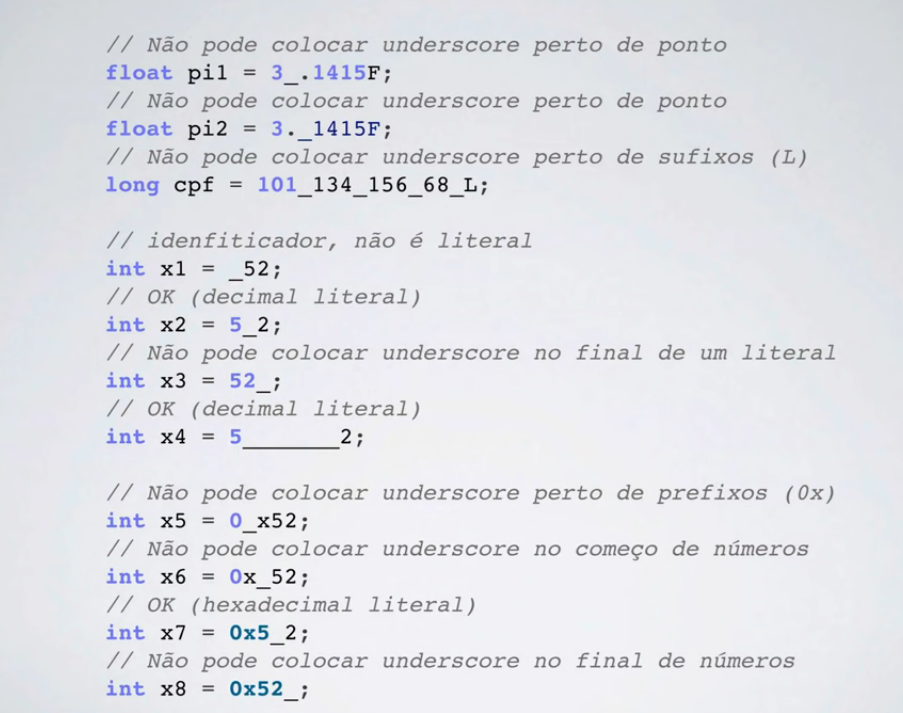 // Não pode colocar underscore perto de ponto
float pi1 = 3_.1415F;
// Não pode colocar underscore perto de ponto
float pi2 = 3._1415F;
// Não pode colocar underscore perto de sufixos (L)
long cpf = 101_134_156_68_L;
// idenfiticador, não é literal
int x1 = _52;
// OK (decimal literal)
int x2 = 5_2;
// Não pode colocar underscore no final de um literal
int x3 = 52_;
// OK (decimal literal)
int x4 = 5_______2;
// Não pode colocar underscore perto de prefixos (0x)
int x5 = 0_x52;
// Não pode colocar underscore no começo de números
int x6 = 0x_52;
// OK (hexadecimal literal)
int x7 = 0x5_2;
// Não pode colocar underscore no final de números
int x8 = 0x52_;